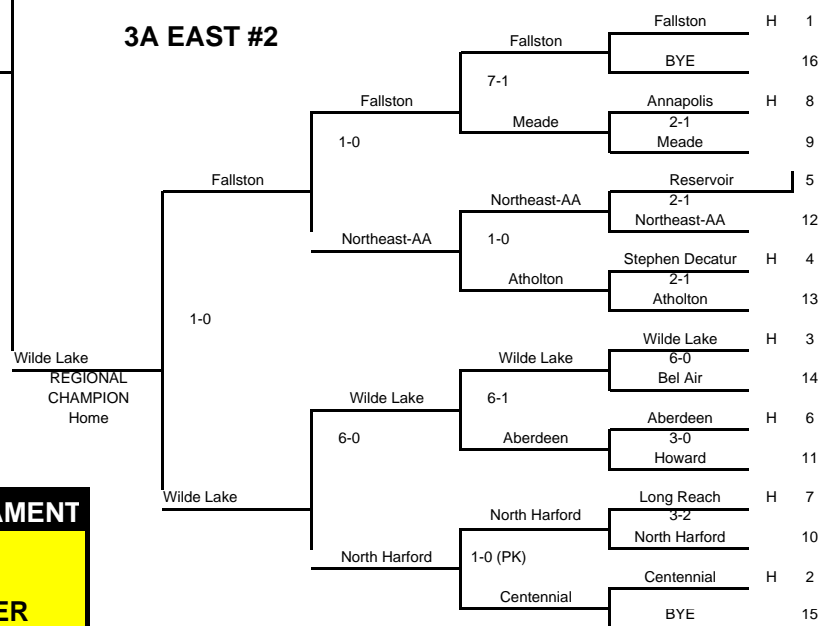 3A EAST #2
Fallston H 1
Fallston
BYE 16
7-1
Fallston
Annapolis H 8
2-1
Meade
Meade 9
1-0
Fallston
Reservoir 5
2-1
Northeast-AA
Northeast-AA 12
Northeast-AA
1-0
Stephen Decatur H 4
2-1
Atholton
Atholton 13
1-0
Wilde Lake H 3
6-0
Wilde Lake
Wilde Lake
REGIONAL
CHAMPION
Home
Bel Air 14
6-1
Wilde Lake
Aberdeen H 6
3-0
6-0
Aberdeen
Howard 11
Wilde Lake
Long Reach H 7
3-2
North Harford
North Harford 10
North Harford
1-0 (PK)
Centennial H 2
Centennial
BYE 15
AMENT
ER